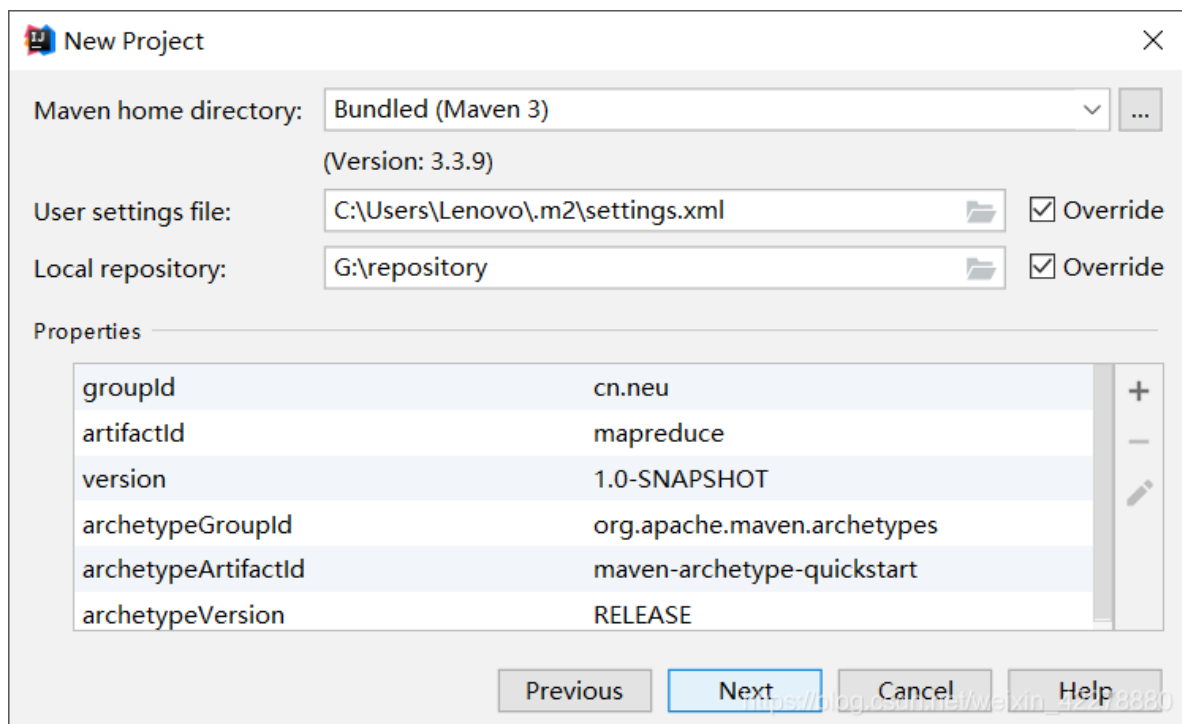 New Project
Maven home directory: Bundled (Maven 3) ...
(Version: 3.3.9)
User settings file: C:\Users\Lenovo\.m2\settings.xml Override
Local repository: G:\repository Override
Properties
groupId cn.neu
artifactId mapreduce
version 1.0-SNAPSHOT
archetypeGroupId org.apache.maven.archetypes
archetypeArtifactId maven-archetype-quickstart
archetypeVersion RELEASE
Previous Next Cancel Help
https://blog.csdn.net/weixin_42278880